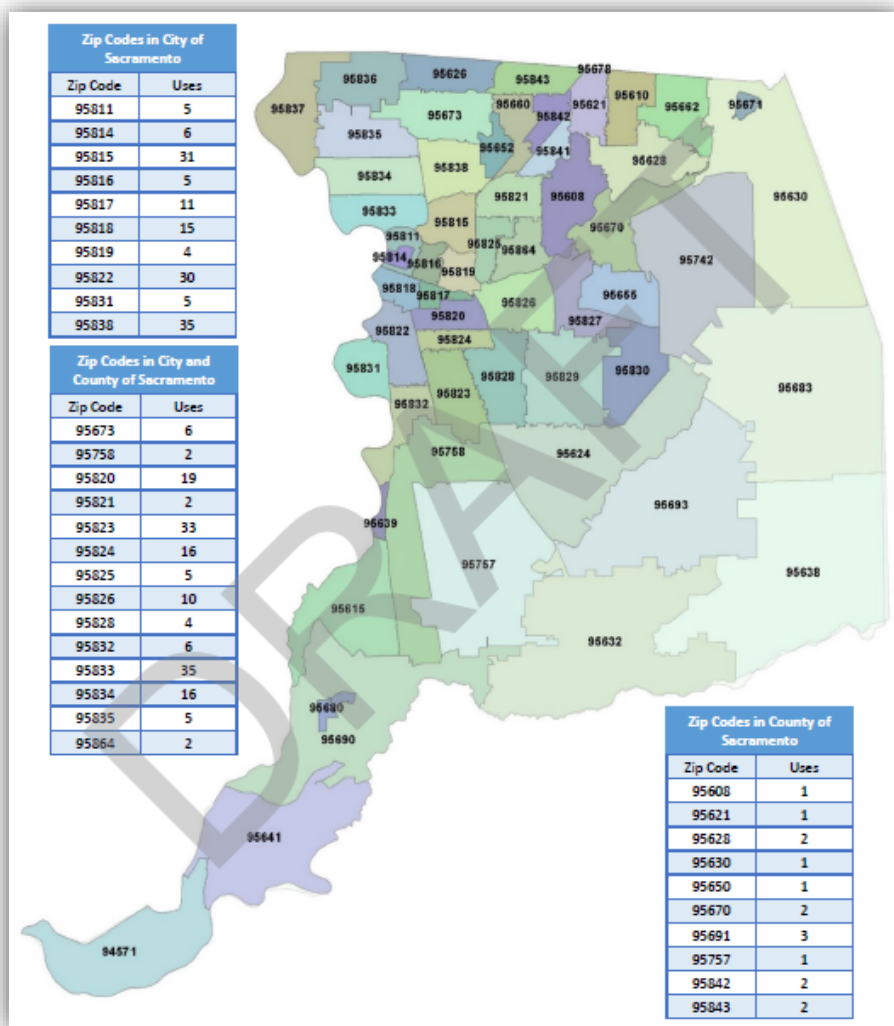 Zip Codes in City of
Sacramento
Zip Code Uses
95811 5
95814 6
95815 31
95816 5
95817 11
95818 15
95819 4
95822 30
95831 5
95838 35
Zip Codes in City and
County of Sacramento
Zip Code Uses
95673 6
95758 2
95820 19
95821 2
95823 33
95824 16
95825 5
95826 10
95828 4
95832 6
95833 35
95834 16
95835 5
95864 2
95678
95836 95626 95843 95610
95837 95660 95621 95662 95671
95673 95842
95835 95652 95841
95838 95628
95834 95821 95608 95630
95833 95815 95670
95811 95825 95864 95742
95814 95816 95819
95818 95817 95826 95655
95820 95827
95822 95824
95831 95828 95829 95830
95832 95823 95683
95758 95624
95693
95639
95757 95638
95615
95632
95680
95690
95641
94571
DRAFT
Zip Codes in County of
Sacramento
Zip Code Uses
95608 1
95621 1
95628 2
95630 1
95650 1
95670 2
95691 3
95757 1
95842 2
95843 2